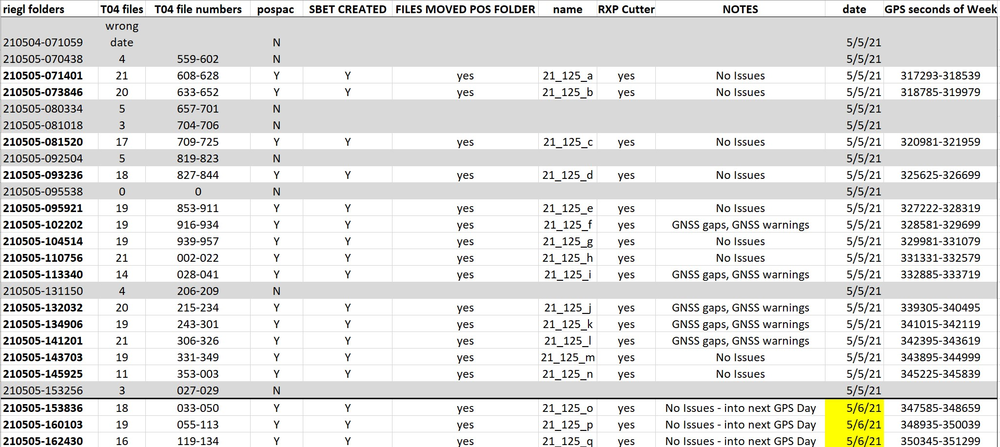 riegl folders T04 files T04 file numbers pospac SBET CREATED FILES MOVED POS FOLDER name RXP Cutter NOTES date GPS seconds of Week
wrong
210504-071059 date N 5/5/21
210505-070438 4 559-602 N 5/5/21
210505-071401 21 608-628 Y Y yes 21_125_a yes No Issues 5/5/21 317293-318539
210505-073846 20 633-652 Y Y yes 21_125_b yes No Issues 5/5/21 318785-319979
210505-080334 5 657-701 N 5/5/21
210505-081018 3 704-706 N 5/5/21
210505-081520 17 709-725 Y Y yes 21_125_c yes No Issues 5/5/21 320981-321959
210505-092504 5 819-823 N 5/5/21
210505-093236 18 827-844 Y Y yes 21_125_d yes No Issues 5/5/21 325625-326699
210505-095538 0 0 N 5/5/21
210505-095921 19 853-911 Y Y yes 21_125_e yes No Issues 5/5/21 327222-328319
210505-102202 19 916-934 Y Y yes 21_125_f yes GNSS gaps, GNSS warnings 5/5/21 328581-329699
210505-104514 19 939-957 Y Y yes 21_125_g yes No Issues 5/5/21 329981-331079
210505-110756 21 002-022 Y Y yes 21_125_h yes No Issues 5/5/21 331331-332579
210505-113340 14 028-041 Y Y yes 21_125_i yes GNSS gaps, GNSS warnings 5/5/21 332885-333719
210505-131150 4 206-209 N 5/5/21
210505-132032 20 215-234 Y Y yes 21_125_j yes GNSS gaps, GNSS warnings 5/5/21 339305-340495
210505-134906 19 243-301 Y Y yes 21_125_k yes GNSS gaps, GNSS warnings 5/5/21 341015-342119
210505-141201 21 306-326 Y Y yes 21_125_l yes GNSS gaps, GNSS warnings 5/5/21 342395-343619
210505-143703 19 331-349 Y Y yes 21_125_m yes No Issues 5/5/21 343895-344999
210505-145925 11 353-003 Y Y yes 21_125_n yes No Issues 5/5/21 345225-345839
210505-153256 3 027-029 N 5/5/21
210505-153836 18 033-050 Y Y yes 21_125_o yes No Issues - into next GPS Day 5/6/21 347585-348659
210505-160103 19 055-113 Y Y yes 21_125_p yes No Issues - into next GPS Day 5/6/21 348935-350039
210505-162430 16 119-134 Y Y yes 21_125_q yes No Issues - into next GPS Day 5/6/21 350345-351299